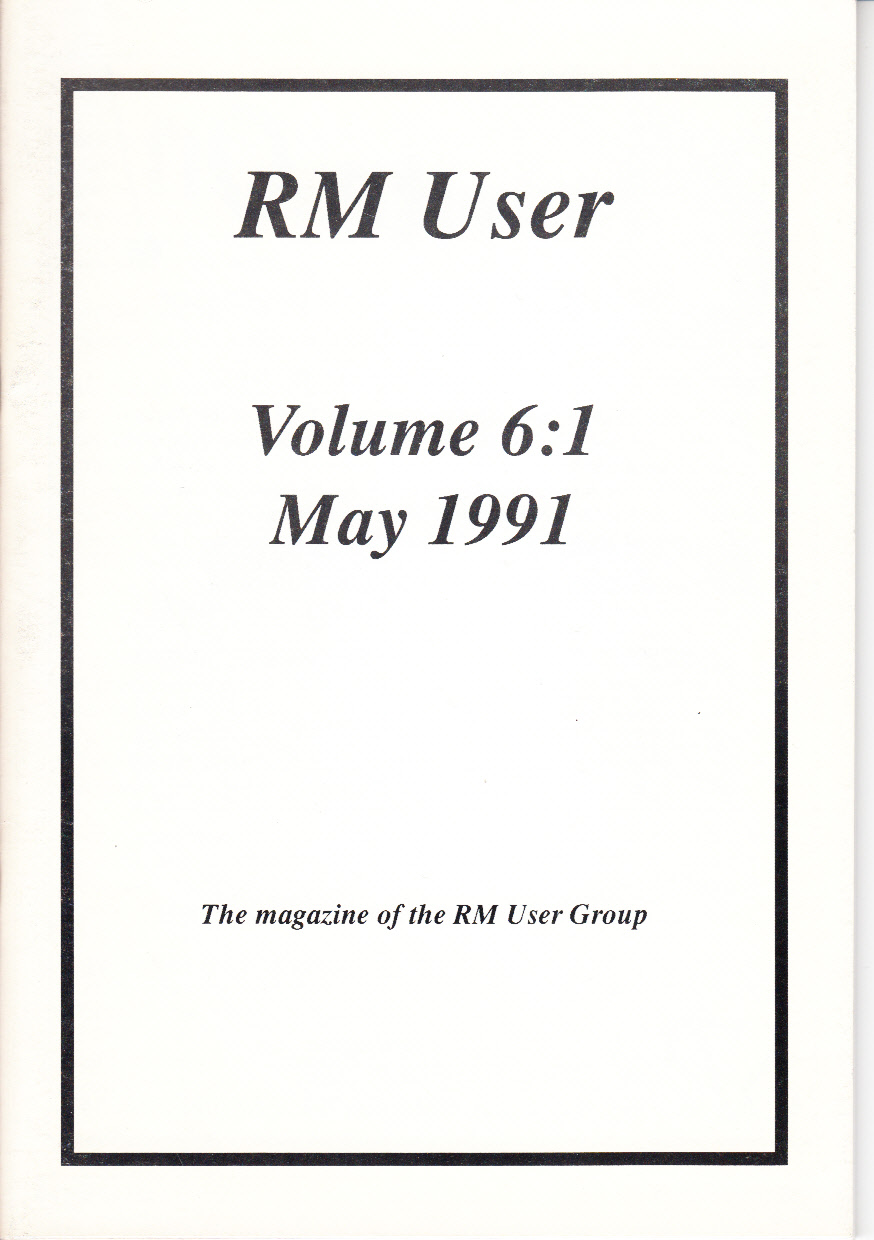 RM User
Volume 6:1
May 1991
The magazine of the RM User Group